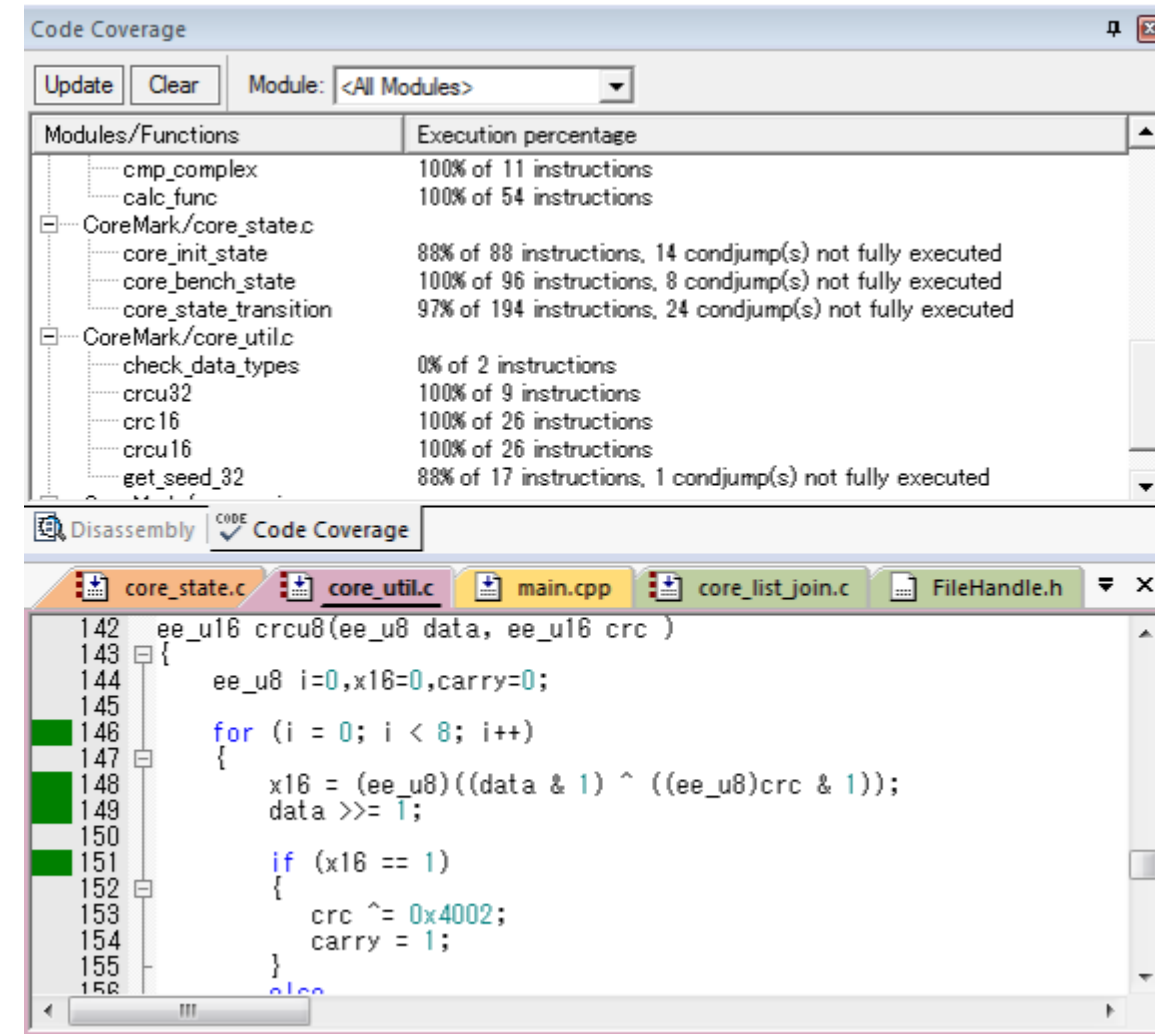 Code Coverage
Update Clear Module: <All Modules>
Modules/Functions Execution percentage
cmp_complex 100% of 11 instructions
calc_func 100% of 54 instructions
CoreMark/core_state.c
core_init_state 88% of 88 instructions, 14 condjump(s) not fully executed
core_bench_state 100% of 96 instructions, 8 condjump(s) not fully executed
core_state_transition 97% of 194 instructions, 24 condjump(s) not fully executed
CoreMark/core_util.c
check_data_types 0% of 2 instructions
crcu32 100% of 9 instructions
crc16 100% of 26 instructions
crcu16 100% of 26 instructions
get_seed_32 88% of 17 instructions, 1 condjump(s) not fully executed
Disassembly CODE Code Coverage
core_state.c core_util.c main.cpp core_list_join.c FileHandle.h
142 ee_u16 crcu8(ee_u8 data, ee_u16 crc )
143 {
144 ee_u8 i=0,x16=0,carry=0;
145
146 for (i = 0; i < 8; i++)
147 {
148 x16 = (ee_u8)((data & 1) ^ ((ee_u8)crc & 1));
149 data >>= 1;
150
151 if (x16 == 1)
152 {
153 crc ^= 0x4002;
154 carry = 1;
155 }
156 else